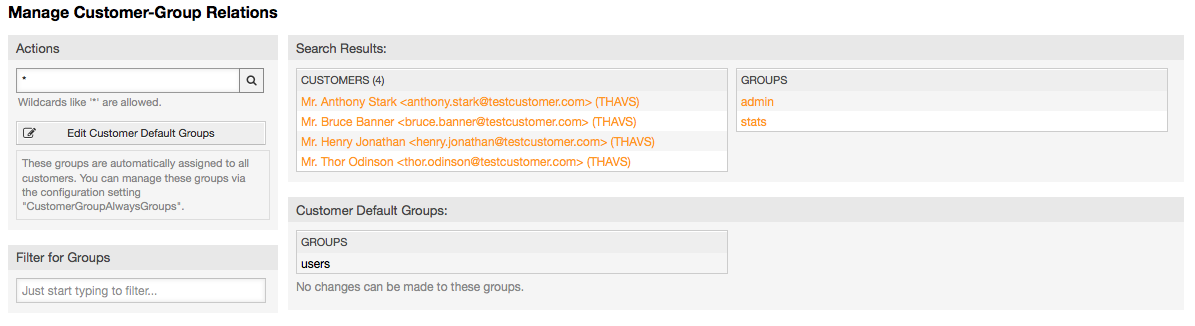 Manage Customer-Group Relations
Actions
*
Wildcards like '*' are allowed.
Edit Customer Default Groups
These groups are automatically assigned to all
customers. You can manage these groups via
the configuration setting
"CustomerGroupAlwaysGroups".
Filter for Groups
Just start typing to filter...
Search Results:
CUSTOMERS (4)
Mr. Anthony Stark <anthony.stark@testcustomer.com> (THAVS)
Mr. Bruce Banner <bruce.banner@testcustomer.com> (THAVS)
Mr. Henry Jonathan <henry.jonathan@testcustomer.com> (THAVS)
Mr. Thor Odinson <thor.odinson@testcustomer.com> (THAVS)
GROUPS
admin
stats
Customer Default Groups:
GROUPS
users
No changes can be made to these groups.